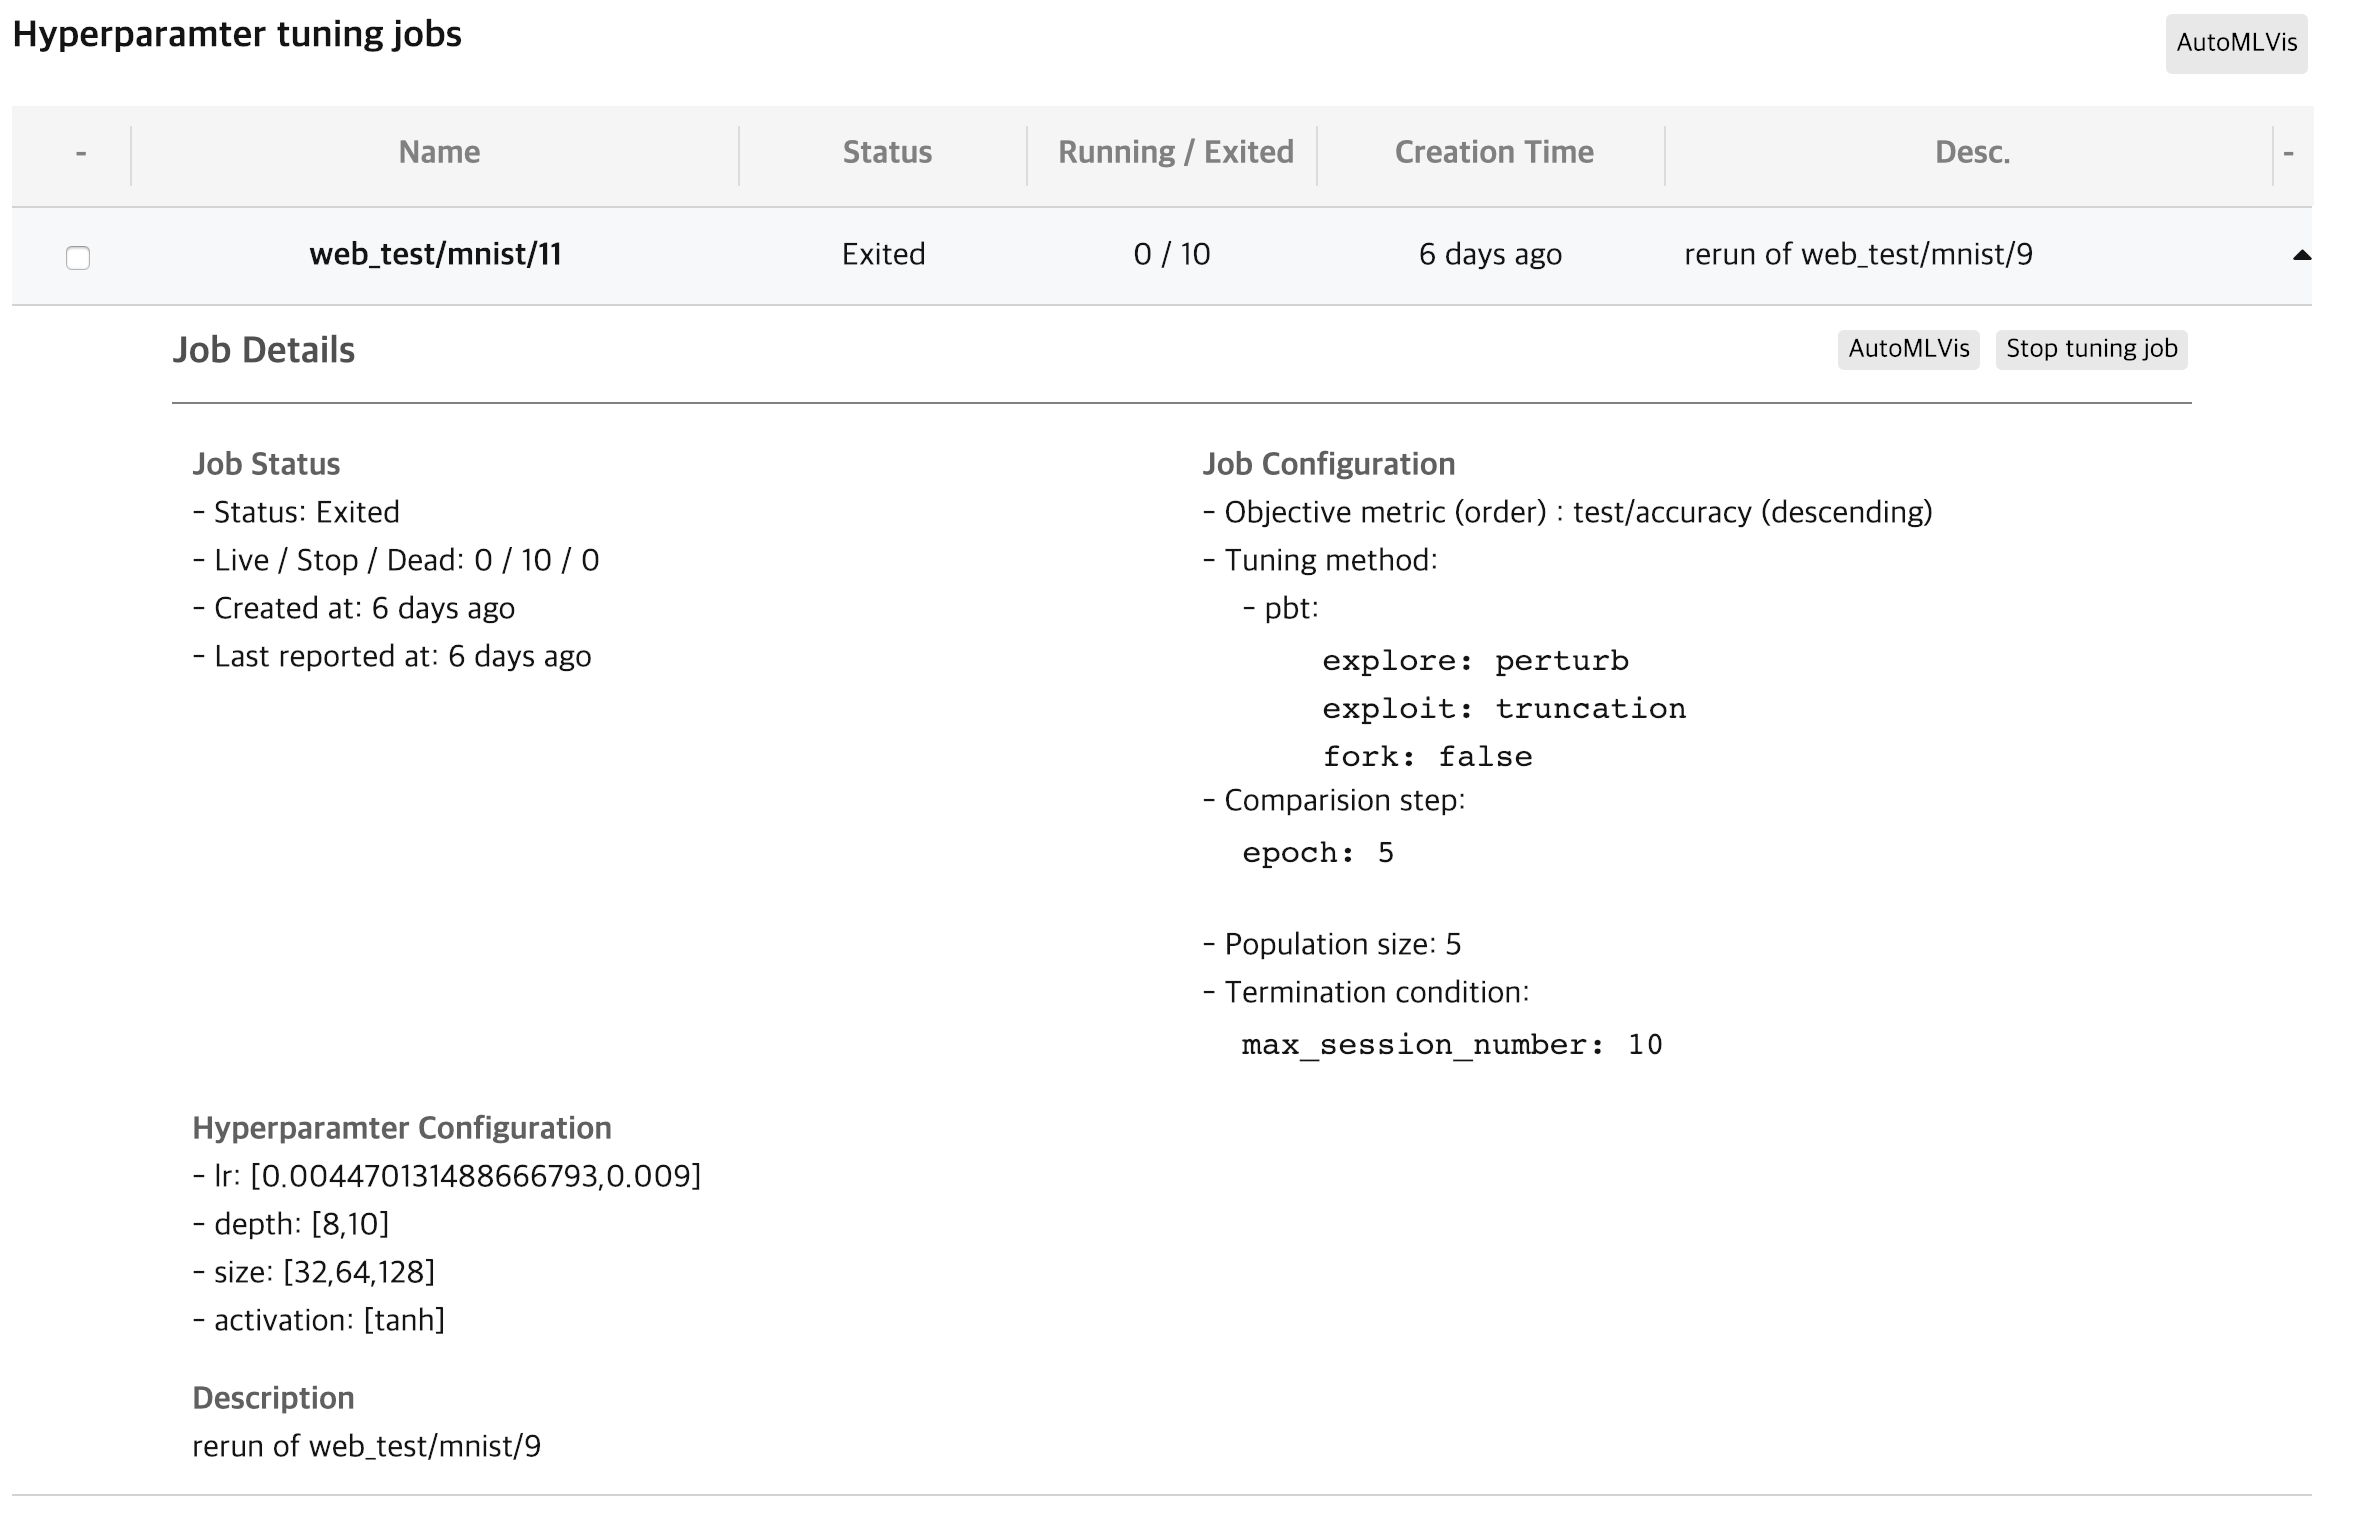 Hyperparamter tuning jobs
AutoMLVis
- Name Status Running / Exited Creation Time Desc. -
web_test/mnist/11 Exited 0 / 10 6 days ago rerun of web_test/mnist/9
Job Details
AutoMLVis Stop tuning job
Job Status
- Status: Exited
- Live / Stop / Dead: 0 / 10 / 0
- Created at: 6 days ago
- Last reported at: 6 days ago
Job Configuration
- Objective metric (order) : test/accuracy (descending)
- Tuning method:
- pbt:
explore: perturb
exploit: truncation
fork: false
- Comparision step:
epoch: 5
- Population size: 5
- Termination condition:
max_session_number: 10
Hyperparamter Configuration
- lr: [0.004470131488666793,0.009]
- depth: [8,10]
- size: [32,64,128]
- activation: [tanh]
Description
rerun of web_test/mnist/9